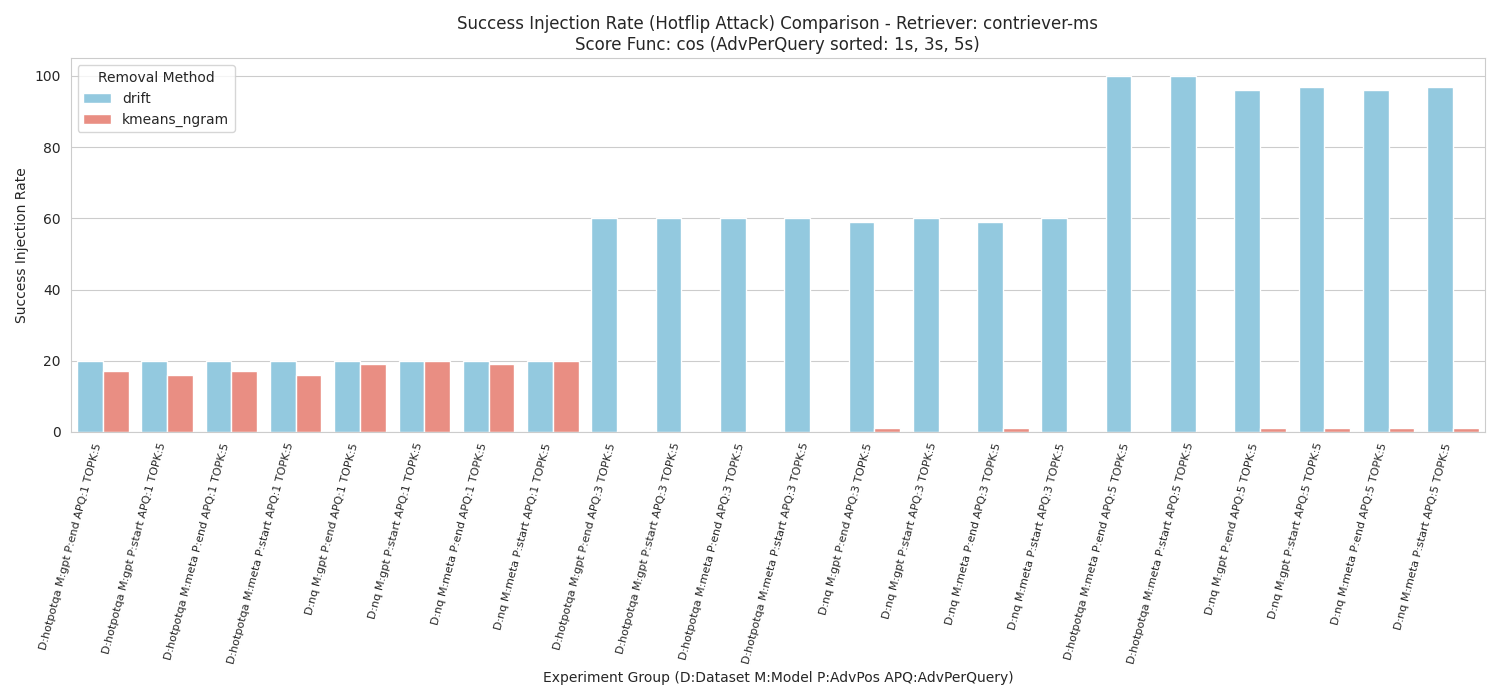 Success Injection Rate (Hotflip Attack) Comparison - Retriever: contriever-ms
Score Func: cos (AdvPerQuery sorted: 1s, 3s, 5s)
Removal Method
drift
kmeans_ngram
Success Injection Rate
100
80
60
40
20
0
D:hotpotqa M:gpt P:end APQ:1 TOPK:5
D:hotpotqa M:gpt P:start APQ:1 TOPK:5
D:hotpotqa M:meta P:end APQ:1 TOPK:5
D:hotpotqa M:meta P:start APQ:1 TOPK:5
D:nq M:gpt P:end APQ:1 TOPK:5
D:nq M:gpt P:start APQ:1 TOPK:5
D:nq M:meta P:end APQ:1 TOPK:5
D:nq M:meta P:start APQ:1 TOPK:5
D:hotpotqa M:gpt P:end APQ:3 TOPK:5
D:hotpotqa M:gpt P:start APQ:3 TOPK:5
D:hotpotqa M:meta P:end APQ:3 TOPK:5
D:hotpotqa M:meta P:start APQ:3 TOPK:5
D:nq M:gpt P:end APQ:3 TOPK:5
D:nq M:gpt P:start APQ:3 TOPK:5
D:nq M:meta P:end APQ:3 TOPK:5
D:nq M:meta P:start APQ:3 TOPK:5
D:hotpotqa M:meta P:end APQ:5 TOPK:5
D:hotpotqa M:meta P:start APQ:5 TOPK:5
D:nq M:gpt P:end APQ:5 TOPK:5
D:nq M:gpt P:start APQ:5 TOPK:5
D:nq M:meta P:end APQ:5 TOPK:5
D:nq M:meta P:start APQ:5 TOPK:5
Experiment Group (D:Dataset M:Model P:AdvPos APQ:AdvPerQuery)